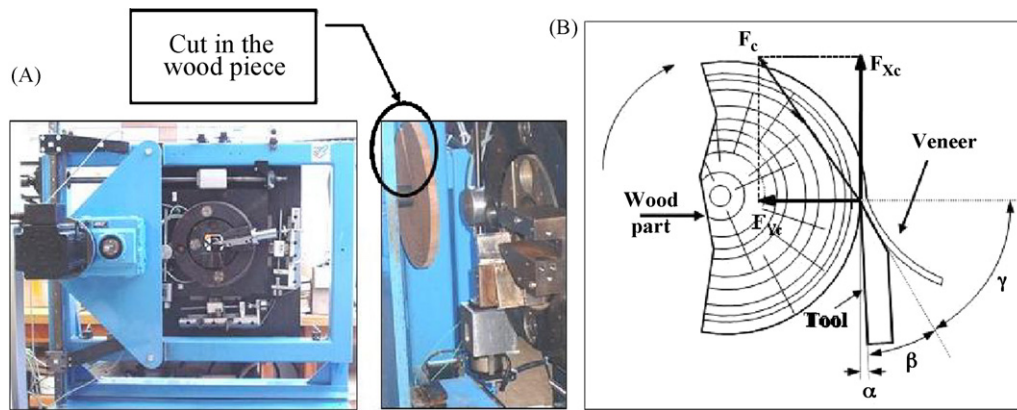 (A)
Cut in the
wood piece
(B)
Fc
FXc
Veneer
Wood
part
FYc
γ
Tool
β
α